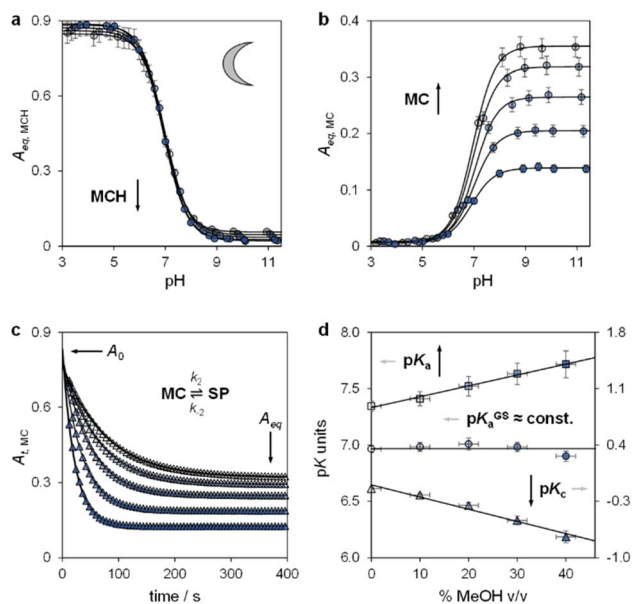 a
0.9
0.6
0.3
0
A_eq, MCH
MCH
3 5 7 9 11
pH
b
0.4
0.3
0.2
0.1
0
A_eq, MC
MC
3 5 7 9 11
pH
c
0.9
0.6
0.3
0.0
A_t, MC
A_0
k_2
MC ⇌ SP
k_-2
A_eq
0 100 200 300 400
time / s
d
8.0
7.5
7.0
6.5
6.0
pK units
1.8
1.1
0.4
-0.3
-1.0
pK_a
pK_a^GS ≈ const.
pK_c
0 10 20 30 40
% MeOH v/v